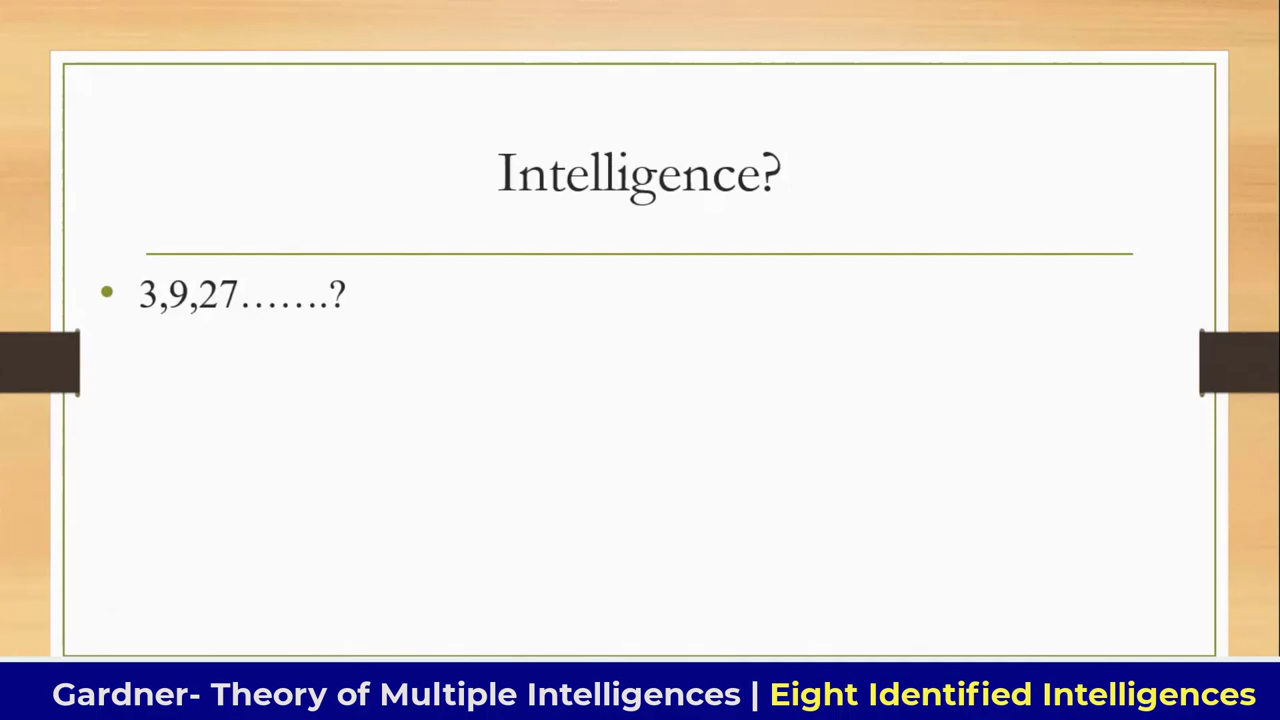 Intelligence?
• 3,9,27…….?
Gardner- Theory of Multiple Intelligences | Eight Identified Intelligences